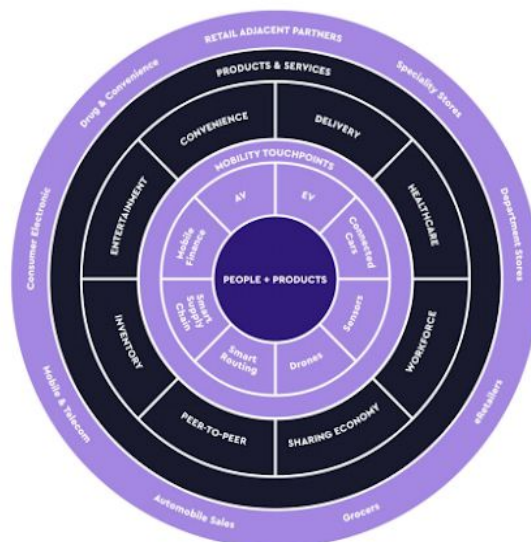 RETAIL ADJACENT PARTNERS
Speciality Stores
Department Stores
eRetailers
Grocers
Automobile Sales
Mobile & Telecom
Consumer Electronic
Drug & Convenience
PRODUCTS & SERVICES
DELIVERY
HEALTHCARE
WORKFORCE
SHARING ECONOMY
PEER-TO-PEER
INVENTORY
ENTERTAINMENT
CONVENIENCE
MOBILITY TOUCHPOINTS
EV
Connected
Cars
Sensors
Drones
Smart
Routing
Smart
Supply
Chain
Mobile
Finance
AV
PEOPLE + PRODUCTS